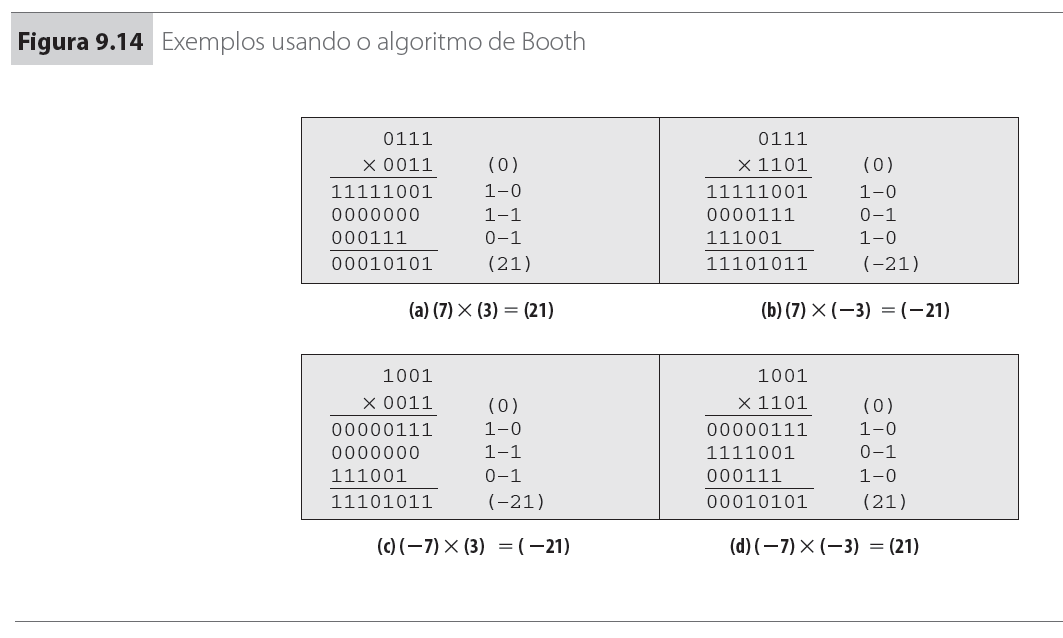 Figura 9.14 Exemplos usando o algoritmo de Booth
0111
× 0011 (0)
11111001 1–0
0000000 1–1
000111 0–1
00010101 (21)
(a) (7) × (3) = (21)
0111
× 1101 (0)
11111001 1–0
0000111 0–1
111001 1–0
11101011 (–21)
(b) (7) × (−3) = (−21)
1001
× 0011 (0)
00000111 1–0
0000000 1–1
111001 0–1
11101011 (–21)
(c) (−7) × (3) = (−21)
1001
× 1101 (0)
00000111 1–0
1111001 0–1
000111 1–0
00010101 (21)
(d) (−7) × (−3) = (21)